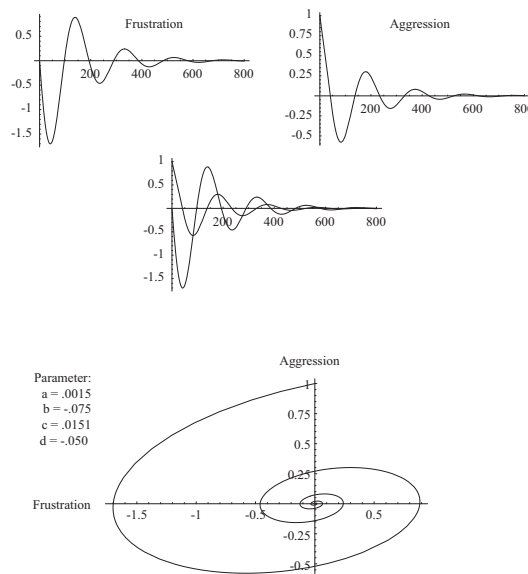 Frustration
0.5
-0.5
-1
-1.5
200 400 600 800
Aggression
1
0.75
0.5
0.25
-0.25
-0.5
200 400 600 800
1
0.5
-0.5
-1
-1.5
200 400 600 800
Aggression
Parameter:
a = .0015
b = -.075
c = .0151
d = -.050
1
0.75
0.5
0.25
Frustration
-1.5 -1 -0.5 0.5
-0.25
-0.5